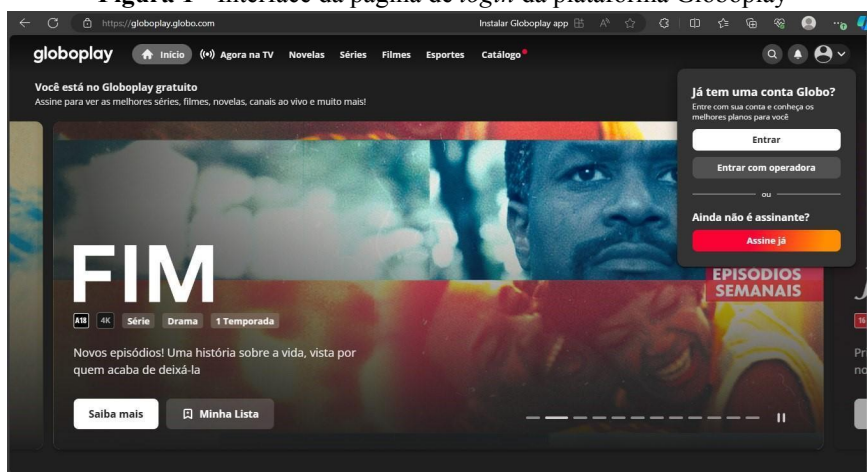 Figura 1 - Interface da página de login da plataforma Globoplay
https://globoplay.globo.com
Instalar Globoplay app
globoplay
Início
Agora na TV
Novelas
Séries
Filmes
Esportes
Catálogo
Você está no Globoplay gratuito
Assine para ver as melhores séries, filmes, novelas, canais ao vivo e muito mais!
Já tem uma conta Globo?
Entre com sua conta e conheça os
melhores planos para você
Entrar
Entrar com operadora
ou
Ainda não é assinante?
Assine já
FIM
EPISÓDIOS
SEMANAIS
A18 4K Série Drama 1 Temporada
Novos episódios! Uma história sobre a vida, vista por
quem acaba de deixá-la
Saiba mais
Minha Lista
16